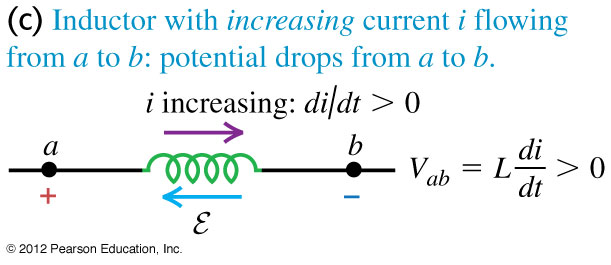 (c) Inductor with increasing current i flowing
from a to b: potential drops from a to b.
i increasing: di/dt > 0
a
b
V_ab = L di/dt > 0
+
–
ℰ
© 2012 Pearson Education, Inc.